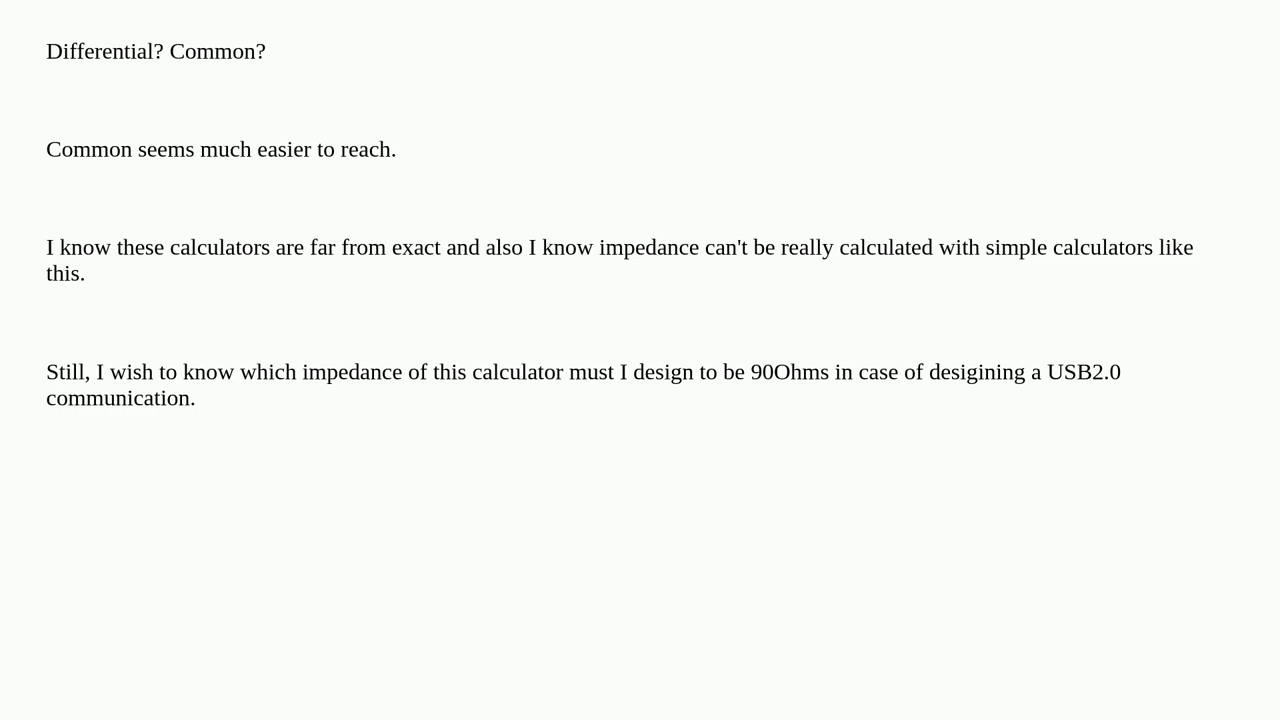 Differential? Common?
Common seems much easier to reach.
I know these calculators are far from exact and also I know impedance can't be really calculated with simple calculators like
this.
Still, I wish to know which impedance of this calculator must I design to be 90Ohms in case of desigining a USB2.0
communication.